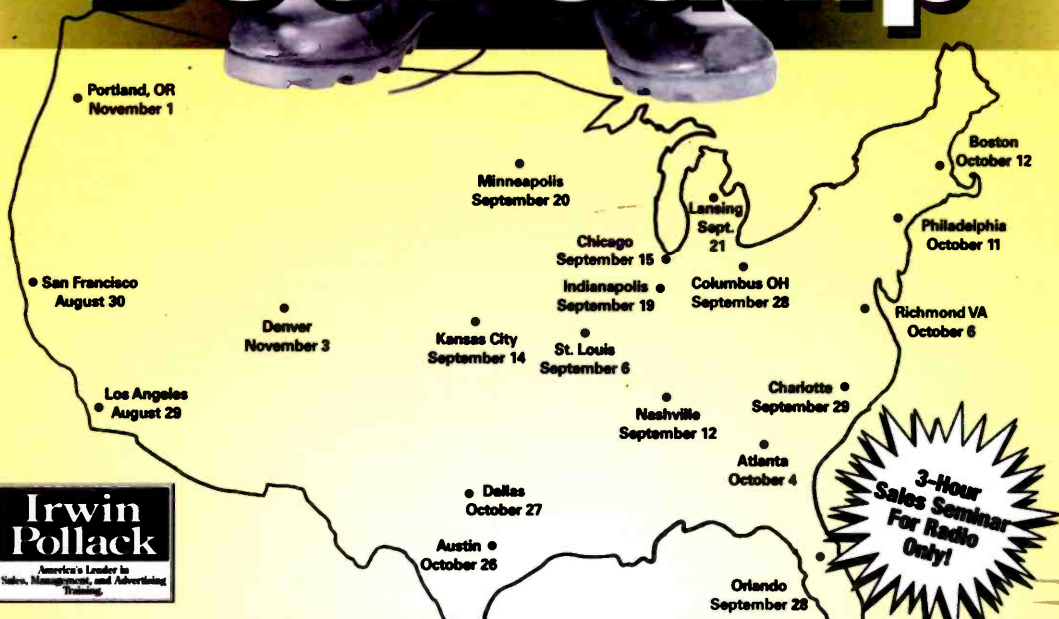 Portland, OR
November 1
Minneapolis
September 20
Lansing
Sept.
21
Boston
October 12
Philadelphia
October 11
Chicago
September 15
Indianapolis
September 19
Columbus OH
September 28
San Francisco
August 30
Denver
November 3
Kansas City
September 14
St. Louis
September 6
Richmond VA
October 6
Los Angeles
August 29
Nashville
September 12
Charlotte
September 29
Atlanta
October 4
Dallas
October 27
Austin
October 26
Orlando
September 28
3-Hour
Sales Seminar
For Radio
Only!
Irwin
Pollack
America's Leader in
Sales, Management, and Advertising
Training.